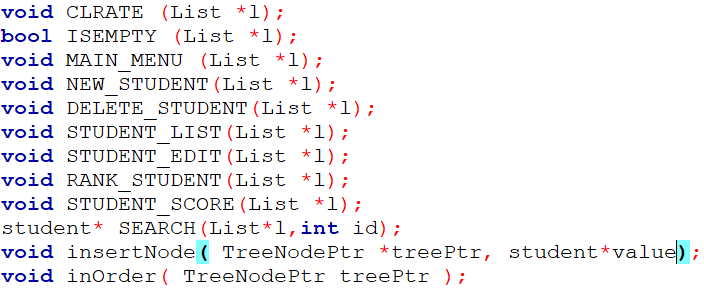 void CLRATE (List *l);
bool ISEMPTY (List *l);
void MAIN_MENU (List *l);
void NEW_STUDENT(List *l);
void DELETE_STUDENT(List *l);
void STUDENT_LIST(List *l);
void STUDENT_EDIT(List *l);
void RANK_STUDENT(List *l);
void STUDENT_SCORE(List *l);
student* SEARCH(List*l,int id);
void insertNode( TreeNodePtr *treePtr, student*value);
void inOrder( TreeNodePtr treePtr );